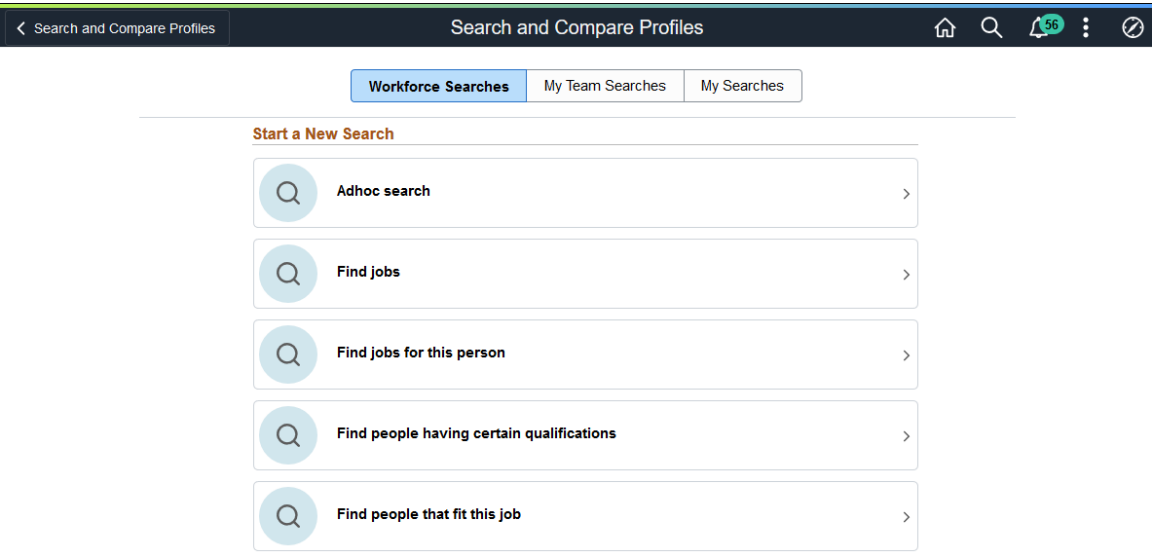 Search and Compare Profiles
Search and Compare Profiles
56
Workforce Searches
My Team Searches
My Searches
Start a New Search
Adhoc search
Find jobs
Find jobs for this person
Find people having certain qualifications
Find people that fit this job